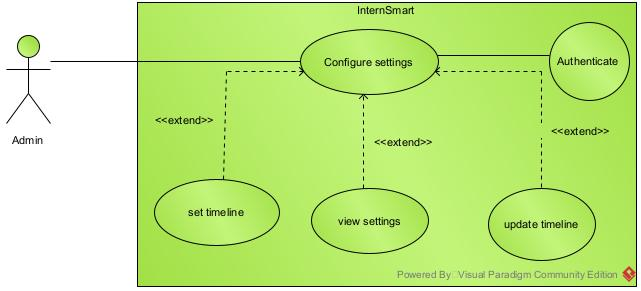 InternSmart
Configure settings
Authenticate
Admin
<<extend>>
<<extend>>
<<extend>>
set timeline
view settings
update timeline
Powered By Visual Paradigm Community Edition